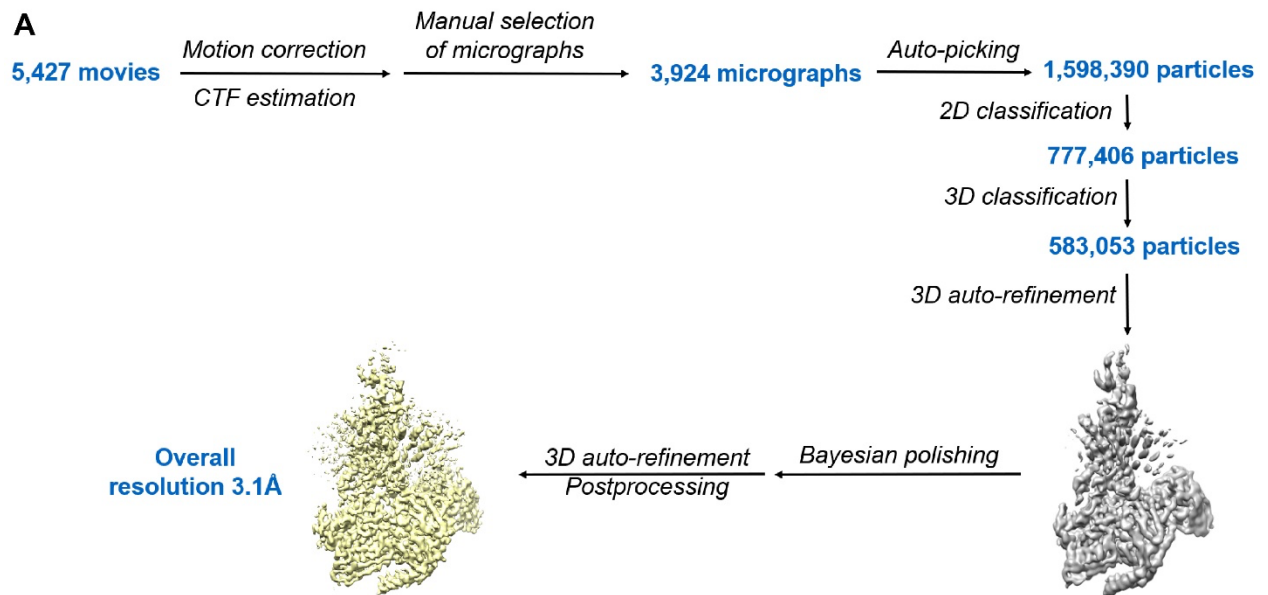 A
5,427 movies
Motion correction
CTF estimation
Manual selection
of micrographs
3,924 micrographs
Auto-picking
1,598,390 particles
2D classification
777,406 particles
3D classification
583,053 particles
3D auto-refinement
Bayesian polishing
3D auto-refinement
Postprocessing
Overall
resolution 3.1Å